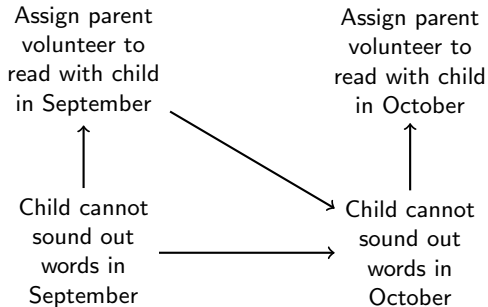 Assign parent
volunteer to
read with child
in September
Assign parent
volunteer to
read with child
in October
Child cannot
sound out
words in
September
Child cannot
sound out
words in
October